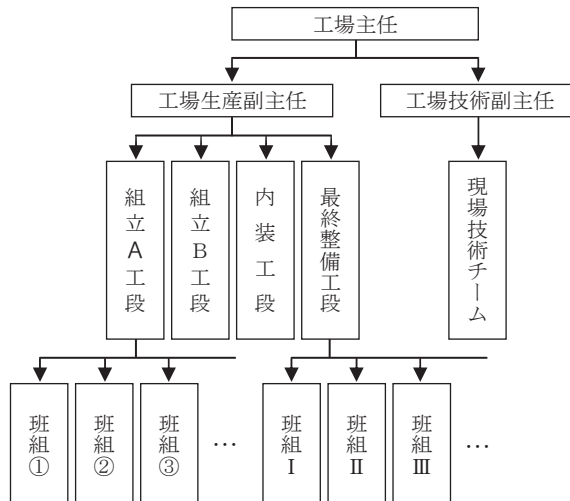 工場主任
工場生産副主任
工場技術副主任
組立A工段
組立B工段
内装工段
最終整備工段
現場技術チーム
班組①
班組②
班組③
…
班組Ⅰ
班組Ⅱ
班組Ⅲ
…